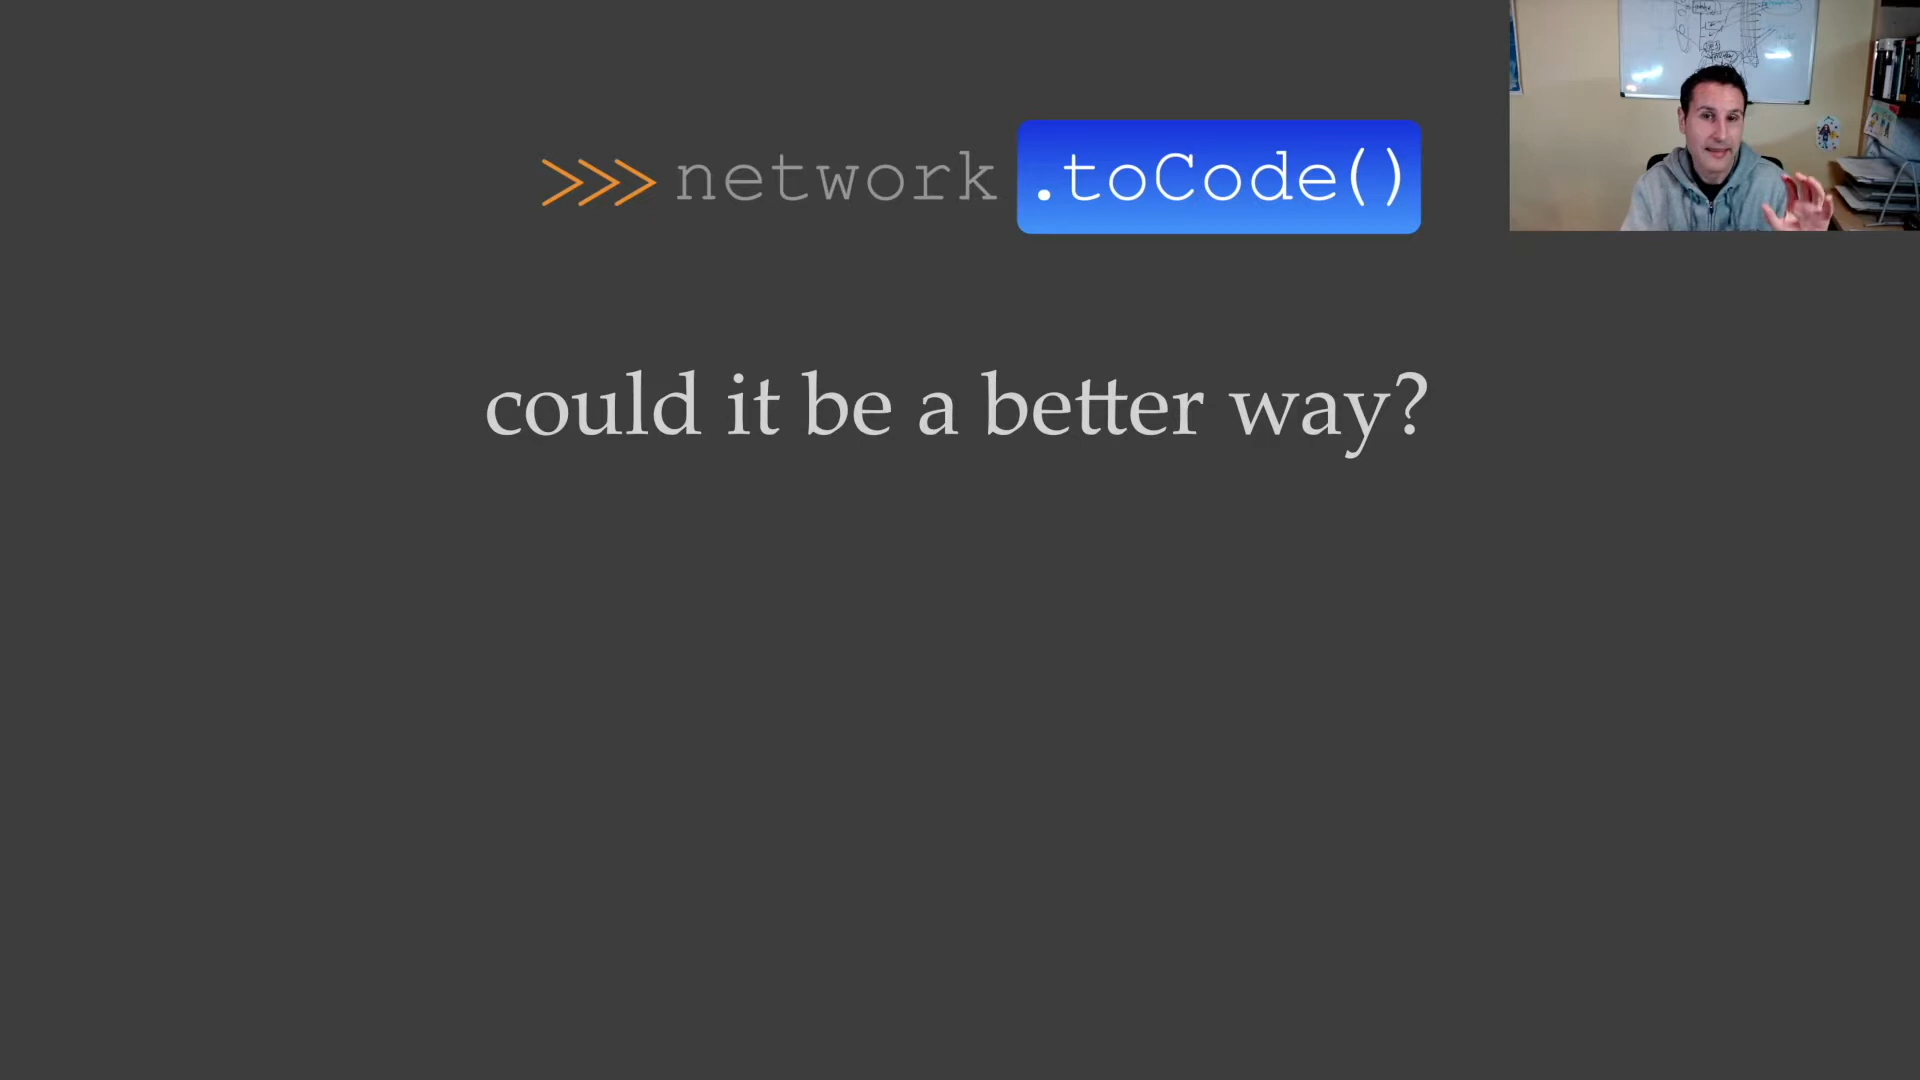 >>> network .toCode()
could it be a better way?